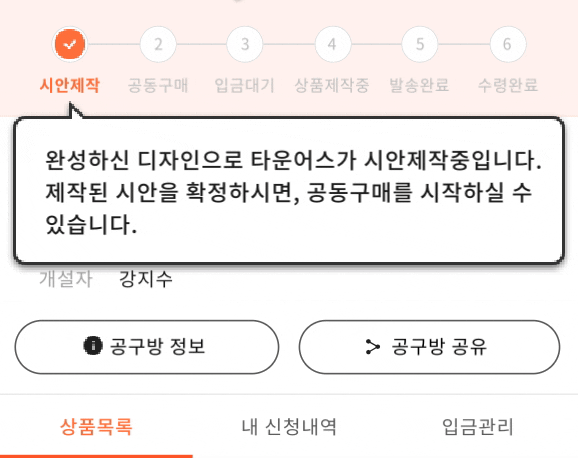 2 3 4 5 6
시안제작 공동구매 입금대기 상품제작중 발송완료 수령완료
완성하신 디자인으로 타운어스가 시안제작중입니다.
제작된 시안을 확정하시면, 공동구매를 시작하실 수
있습니다.
개설자 강지수
공구방 정보 공구방 공유
상품목록 내 신청내역 입금관리